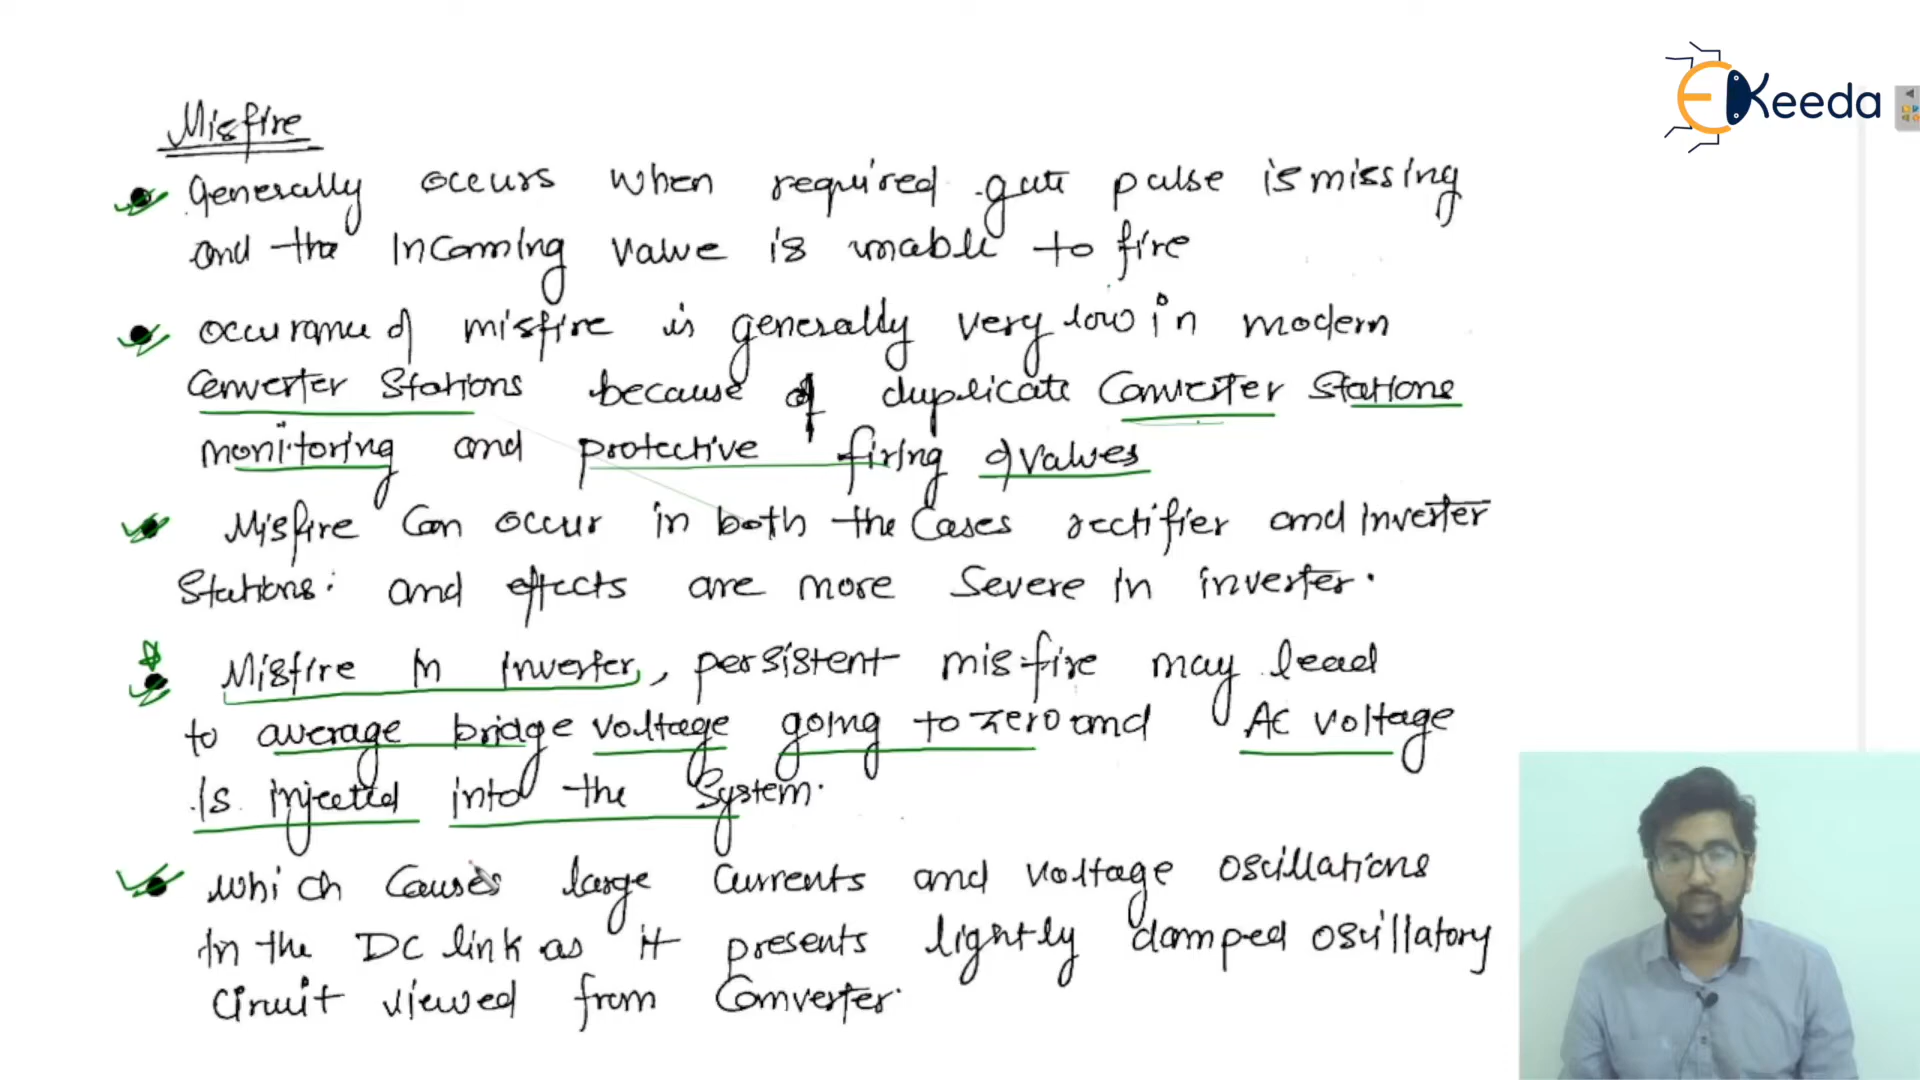 EKeeda
Misfire
Generally occurs when required gate pulse is missing
and the Incoming Valve is unable to fire
occurance of misfire is generally very low in modern
Converter Stations because of duplicate Converter Stations
monitoring and protective firing of valves
Misfire Can occur in both the Cases rectifier and Inverter
Stations: and effects are more Severe in inverter.
Misfire in inverter, persistent misfire may lead
to average bridge voltage going to zero and AC voltage
is injected into the System.
which Causes large Currents and voltage oscillations
in the DC link as it presents lightly damped oscillatory
Circuit viewed from Converter.